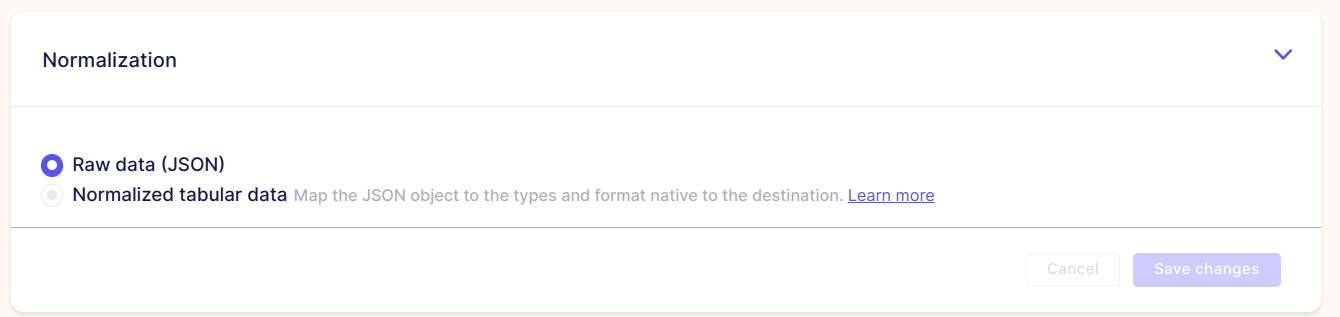 Normalization
Raw data (JSON)
Normalized tabular data Map the JSON object to the types and format native to the destination. Learn more
Cancel Save changes